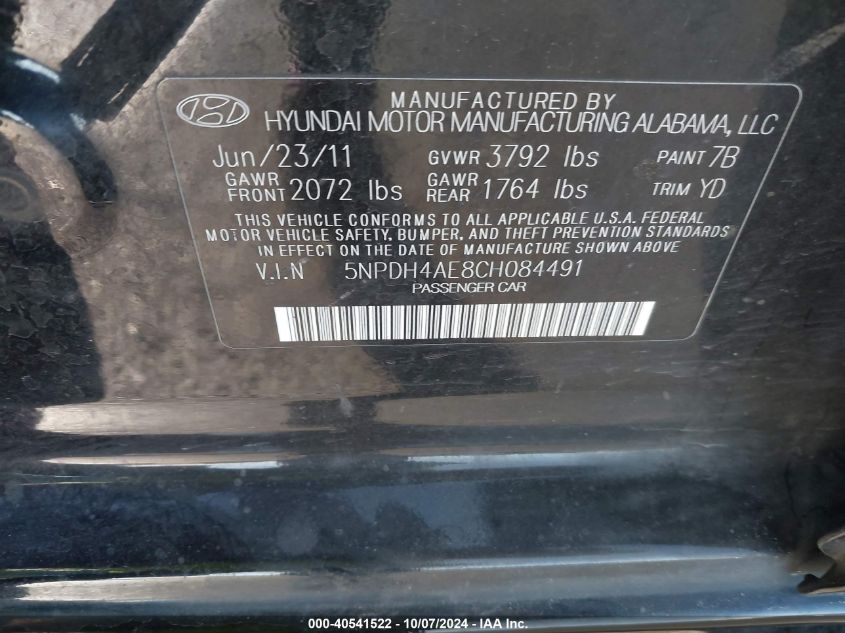 MANUFACTURED BY
HYUNDAI MOTOR MANUFACTURING ALABAMA, LLC
Jun/23/11 GVWR 3792 lbs PAINT 7B
GAWR FRONT 2072 lbs GAWR REAR 1764 lbs TRIM YD
THIS VEHICLE CONFORMS TO ALL APPLICABLE U.S.A. FEDERAL
MOTOR VEHICLE SAFETY, BUMPER, AND THEFT PREVENTION STANDARDS
IN EFFECT ON THE DATE OF MANUFACTURE SHOWN ABOVE
V.I.N 5NPDH4AE8CH084491
PASSENGER CAR
000-40541522 - 10/07/2024 - IAA Inc.